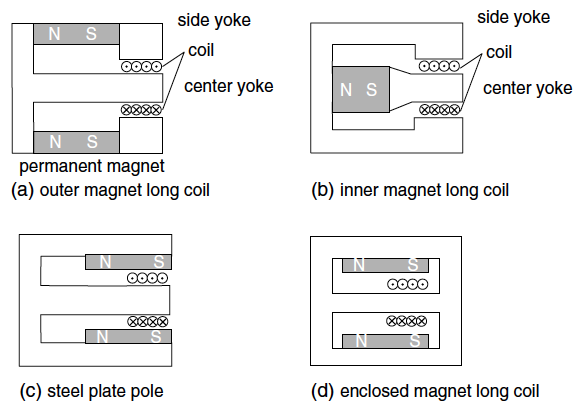 side yoke
coil
center yoke
N S
N S
permanent magnet
(a) outer magnet long coil
side yoke
coil
center yoke
N S
(b) inner magnet long coil
N S
N S
(c) steel plate pole
N S
N S
(d) enclosed magnet long coil